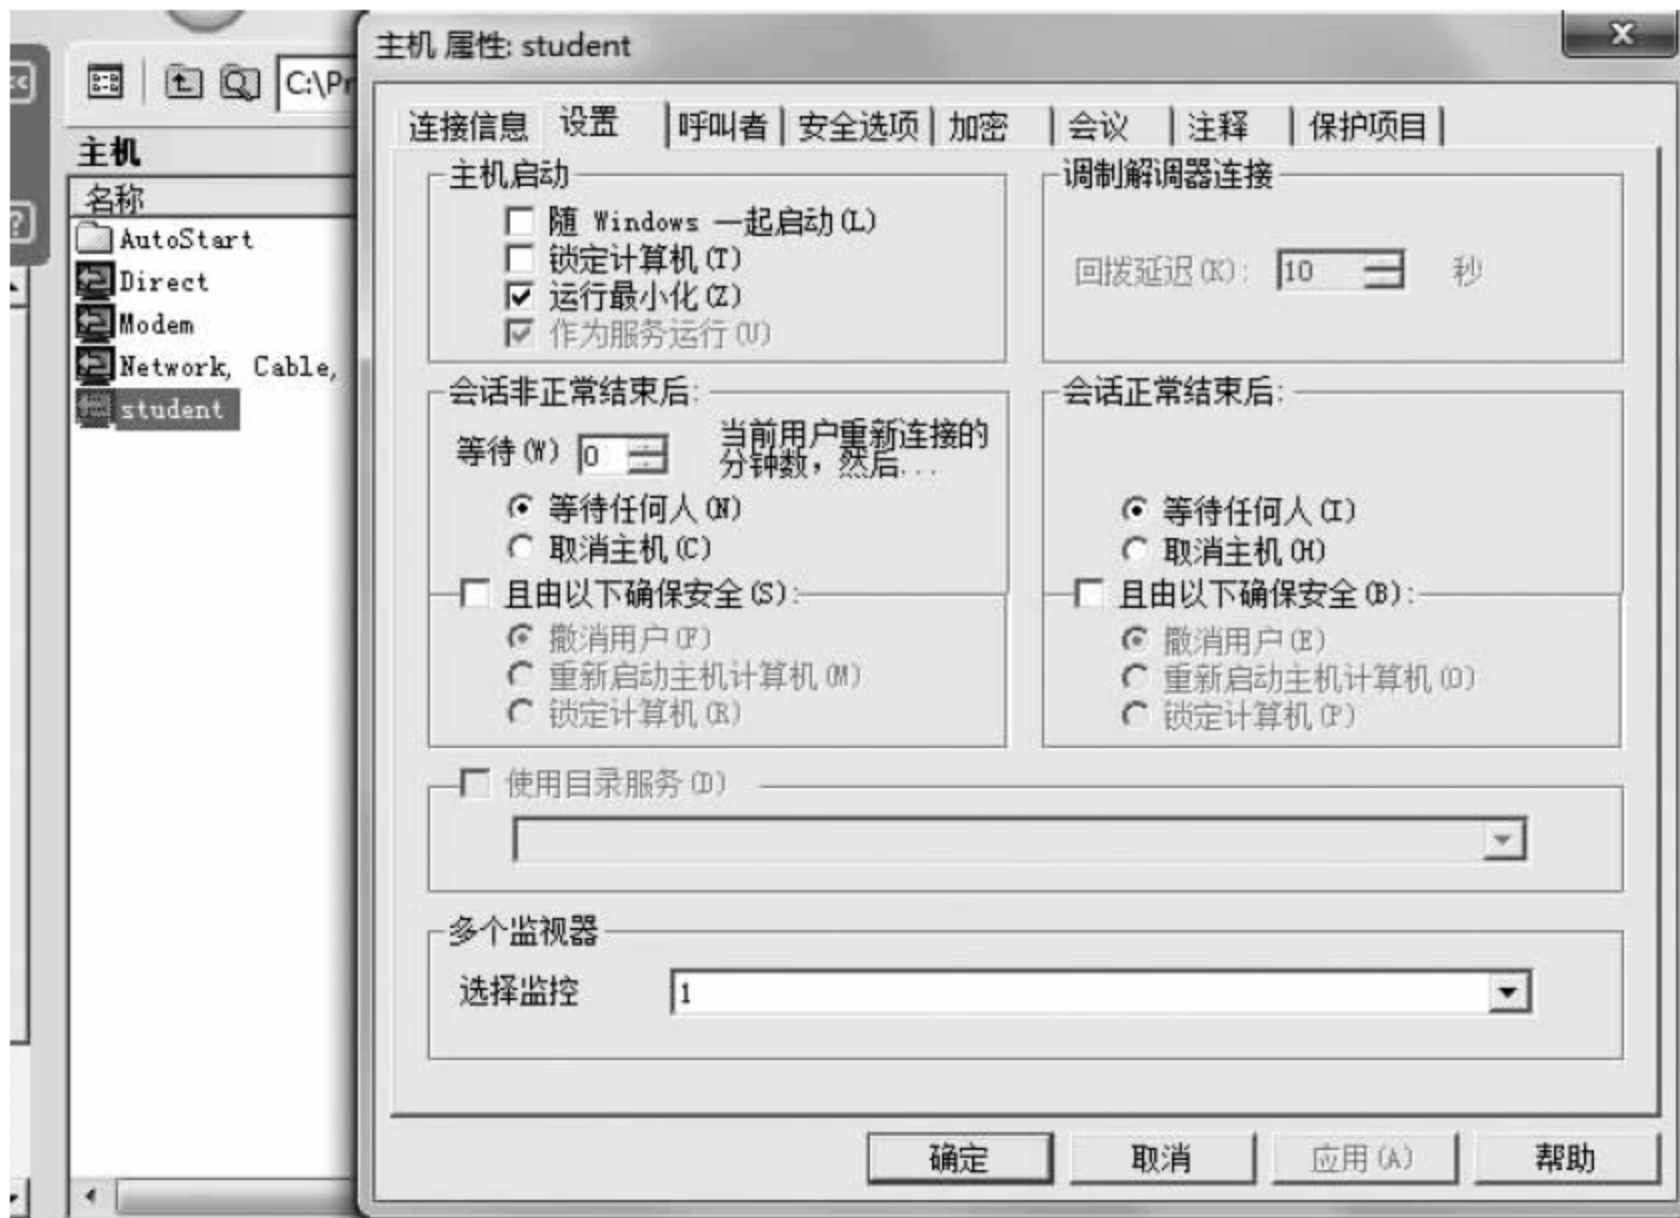 主机 属性: student
C:\Pr
主机
名称
AutoStart
Direct
Modem
Network, Cable,
student
连接信息 设置 呼叫者 安全选项 加密 会议 注释 保护项目
主机启动
随 Windows 一起启动(L)
锁定计算机(T)
运行最小化(Z)
作为服务运行(U)
调制解调器连接
回拨延迟(K): 10 秒
会话非正常结束后:
等待(W) 0 当前用户重新连接的
分钟数，然后...
等待任何人(N)
取消主机(C)
且由以下确保安全(S):
撤消用户(F)
重新启动主机计算机(M)
锁定计算机(R)
会话正常结束后:
等待任何人(I)
取消主机(H)
且由以下确保安全(B):
撤消用户(E)
重新启动主机计算机(O)
锁定计算机(P)
使用目录服务(D)
多个监视器
选择监控 1
确定 取消 应用(A) 帮助